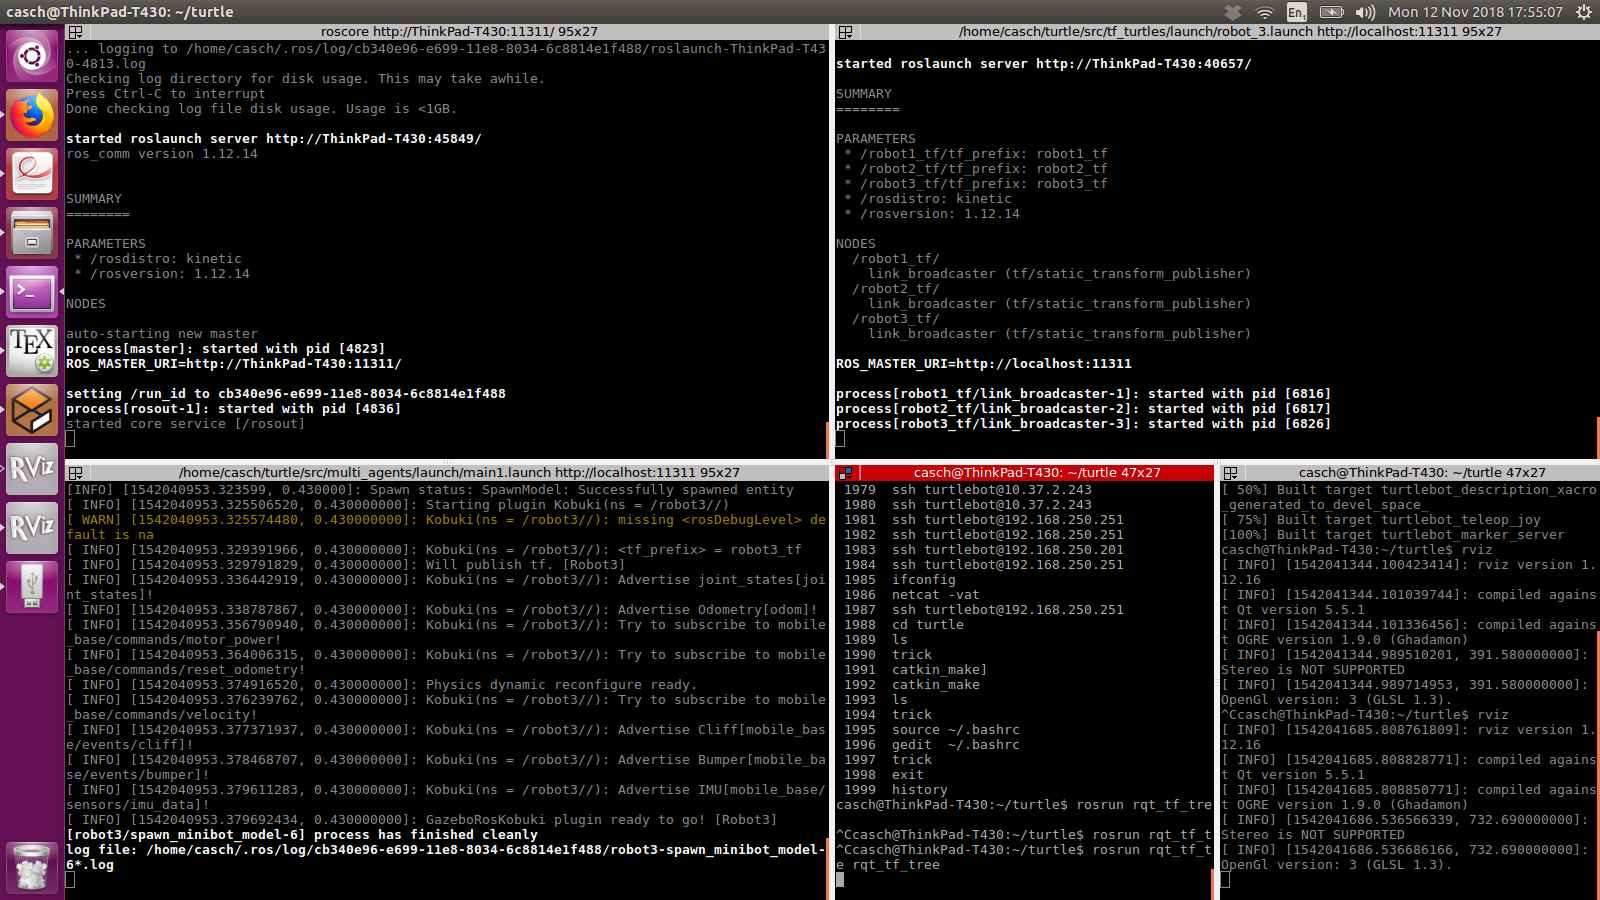 casch@ThinkPad-T430: ~/turtle
En1
Mon 12 Nov 2018 17:55:07
roscore http://ThinkPad-T430:11311/ 95x27
... logging to /home/casch/.ros/log/cb340e96-e699-11e8-8034-6c8814e1f488/roslaunch-ThinkPad-T43
0-4813.log
Checking log directory for disk usage. This may take awhile.
Press Ctrl-C to interrupt
Done checking log file disk usage. Usage is <1GB.
started roslaunch server http://ThinkPad-T430:45849/
ros_comm version 1.12.14
SUMMARY
========
PARAMETERS
* /rosdistro: kinetic
* /rosversion: 1.12.14
NODES
auto-starting new master
process[master]: started with pid [4823]
ROS_MASTER_URI=http://ThinkPad-T430:11311/
setting /run_id to cb340e96-e699-11e8-8034-6c8814e1f488
process[rosout-1]: started with pid [4836]
started core service [/rosout]
/home/casch/turtle/src/tf_turtles/launch/robot_3.launch http://localhost:11311 95x27
started roslaunch server http://ThinkPad-T430:40657/
SUMMARY
========
PARAMETERS
* /robot1_tf/tf_prefix: robot1_tf
* /robot2_tf/tf_prefix: robot2_tf
* /robot3_tf/tf_prefix: robot3_tf
* /rosdistro: kinetic
* /rosversion: 1.12.14
NODES
/robot1_tf/
link_broadcaster (tf/static_transform_publisher)
/robot2_tf/
link_broadcaster (tf/static_transform_publisher)
/robot3_tf/
link_broadcaster (tf/static_transform_publisher)
ROS_MASTER_URI=http://localhost:11311
process[robot1_tf/link_broadcaster-1]: started with pid [6816]
process[robot2_tf/link_broadcaster-2]: started with pid [6817]
process[robot3_tf/link_broadcaster-3]: started with pid [6826]
/home/casch/turtle/src/multi_agents/launch/main1.launch http://localhost:11311 95x27
[INFO] [1542040953.323599, 0.430000]: Spawn status: SpawnModel: Successfully spawned entity
[ INFO] [1542040953.325506520, 0.430000000]: Starting plugin Kobuki(ns = /robot3//)
[ WARN] [1542040953.325574480, 0.430000000]: Kobuki(ns = /robot3//): missing <rosDebugLevel> de
fault is na
[ INFO] [1542040953.329391966, 0.430000000]: Kobuki(ns = /robot3//): <tf_prefix> = robot3_tf
[ INFO] [1542040953.329791829, 0.430000000]: Will publish tf. [Robot3]
[ INFO] [1542040953.336442919, 0.430000000]: Kobuki(ns = /robot3//): Advertise joint_states[joi
nt_states]!
[ INFO] [1542040953.338787867, 0.430000000]: Kobuki(ns = /robot3//): Advertise Odometry[odom]!
[ INFO] [1542040953.356790940, 0.430000000]: Kobuki(ns = /robot3//): Try to subscribe to mobile
_base/commands/motor_power!
[ INFO] [1542040953.364006315, 0.430000000]: Kobuki(ns = /robot3//): Try to subscribe to mobile
_base/commands/reset_odometry!
[ INFO] [1542040953.374916520, 0.430000000]: Physics dynamic reconfigure ready.
[ INFO] [1542040953.376239762, 0.430000000]: Kobuki(ns = /robot3//): Try to subscribe to mobile
_base/commands/velocity!
[ INFO] [1542040953.377371937, 0.430000000]: Kobuki(ns = /robot3//): Advertise Cliff[mobile_bas
e/events/cliff]!
[ INFO] [1542040953.378468707, 0.430000000]: Kobuki(ns = /robot3//): Advertise Bumper[mobile_ba
se/events/bumper]!
[ INFO] [1542040953.379611283, 0.430000000]: Kobuki(ns = /robot3//): Advertise IMU[mobile_base/
sensors/imu_data]!
[ INFO] [1542040953.379692434, 0.430000000]: GazeboRosKobuki plugin ready to go! [Robot3]
[robot3/spawn_minibot_model-6] process has finished cleanly
log file: /home/casch/.ros/log/cb340e96-e699-11e8-8034-6c8814e1f488/robot3-spawn_minibot_model-
6*.log
casch@ThinkPad-T430: ~/turtle 47x27
1979 ssh turtlebot@10.37.2.243
1980 ssh turtlebot@10.37.2.243
1981 ssh turtlebot@192.168.250.251
1982 ssh turtlebot@192.168.250.251
1983 ssh turtlebot@192.168.250.201
1984 ssh turtlebot@192.168.250.251
1985 ifconfig
1986 netcat -vat
1987 ssh turtlebot@192.168.250.251
1988 cd turtle
1989 ls
1990 trick
1991 catkin_make]
1992 catkin_make
1993 ls
1994 trick
1995 source ~/.bashrc
1996 gedit ~/.bashrc
1997 trick
1998 exit
1999 history
casch@ThinkPad-T430:~/turtle$ rosrun rqt_tf_tre
^Ccasch@ThinkPad-T430:~/turtle$ rosrun rqt_tf_t
^Ccasch@ThinkPad-T430:~/turtle$ rosrun rqt_tf_t
e rqt_tf_tree
casch@ThinkPad-T430: ~/turtle 47x27
[ 50%] Built target turtlebot_description_xacro
_generated_to_devel_space_
[ 75%] Built target turtlebot_teleop_joy
[100%] Built target turtlebot_marker_server
casch@ThinkPad-T430:~/turtle$ rviz
[ INFO] [1542041344.100423414]: rviz version 1.
12.16
[ INFO] [1542041344.101039744]: compiled agains
t Qt version 5.5.1
[ INFO] [1542041344.101336456]: compiled agains
t OGRE version 1.9.0 (Ghadamon)
[ INFO] [1542041344.989510201, 391.580000000]:
Stereo is NOT SUPPORTED
[ INFO] [1542041344.989714953, 391.580000000]:
OpenGl version: 3 (GLSL 1.3).
^Ccasch@ThinkPad-T430:~/turtle$ rviz
[ INFO] [1542041685.808761809]: rviz version 1.
12.16
[ INFO] [1542041685.808828771]: compiled agains
t Qt version 5.5.1
[ INFO] [1542041685.808850771]: compiled agains
t OGRE version 1.9.0 (Ghadamon)
[ INFO] [1542041686.536566339, 732.690000000]:
Stereo is NOT SUPPORTED
[ INFO] [1542041686.536686166, 732.690000000]:
OpenGl version: 3 (GLSL 1.3).
TEX
RViz
RViz